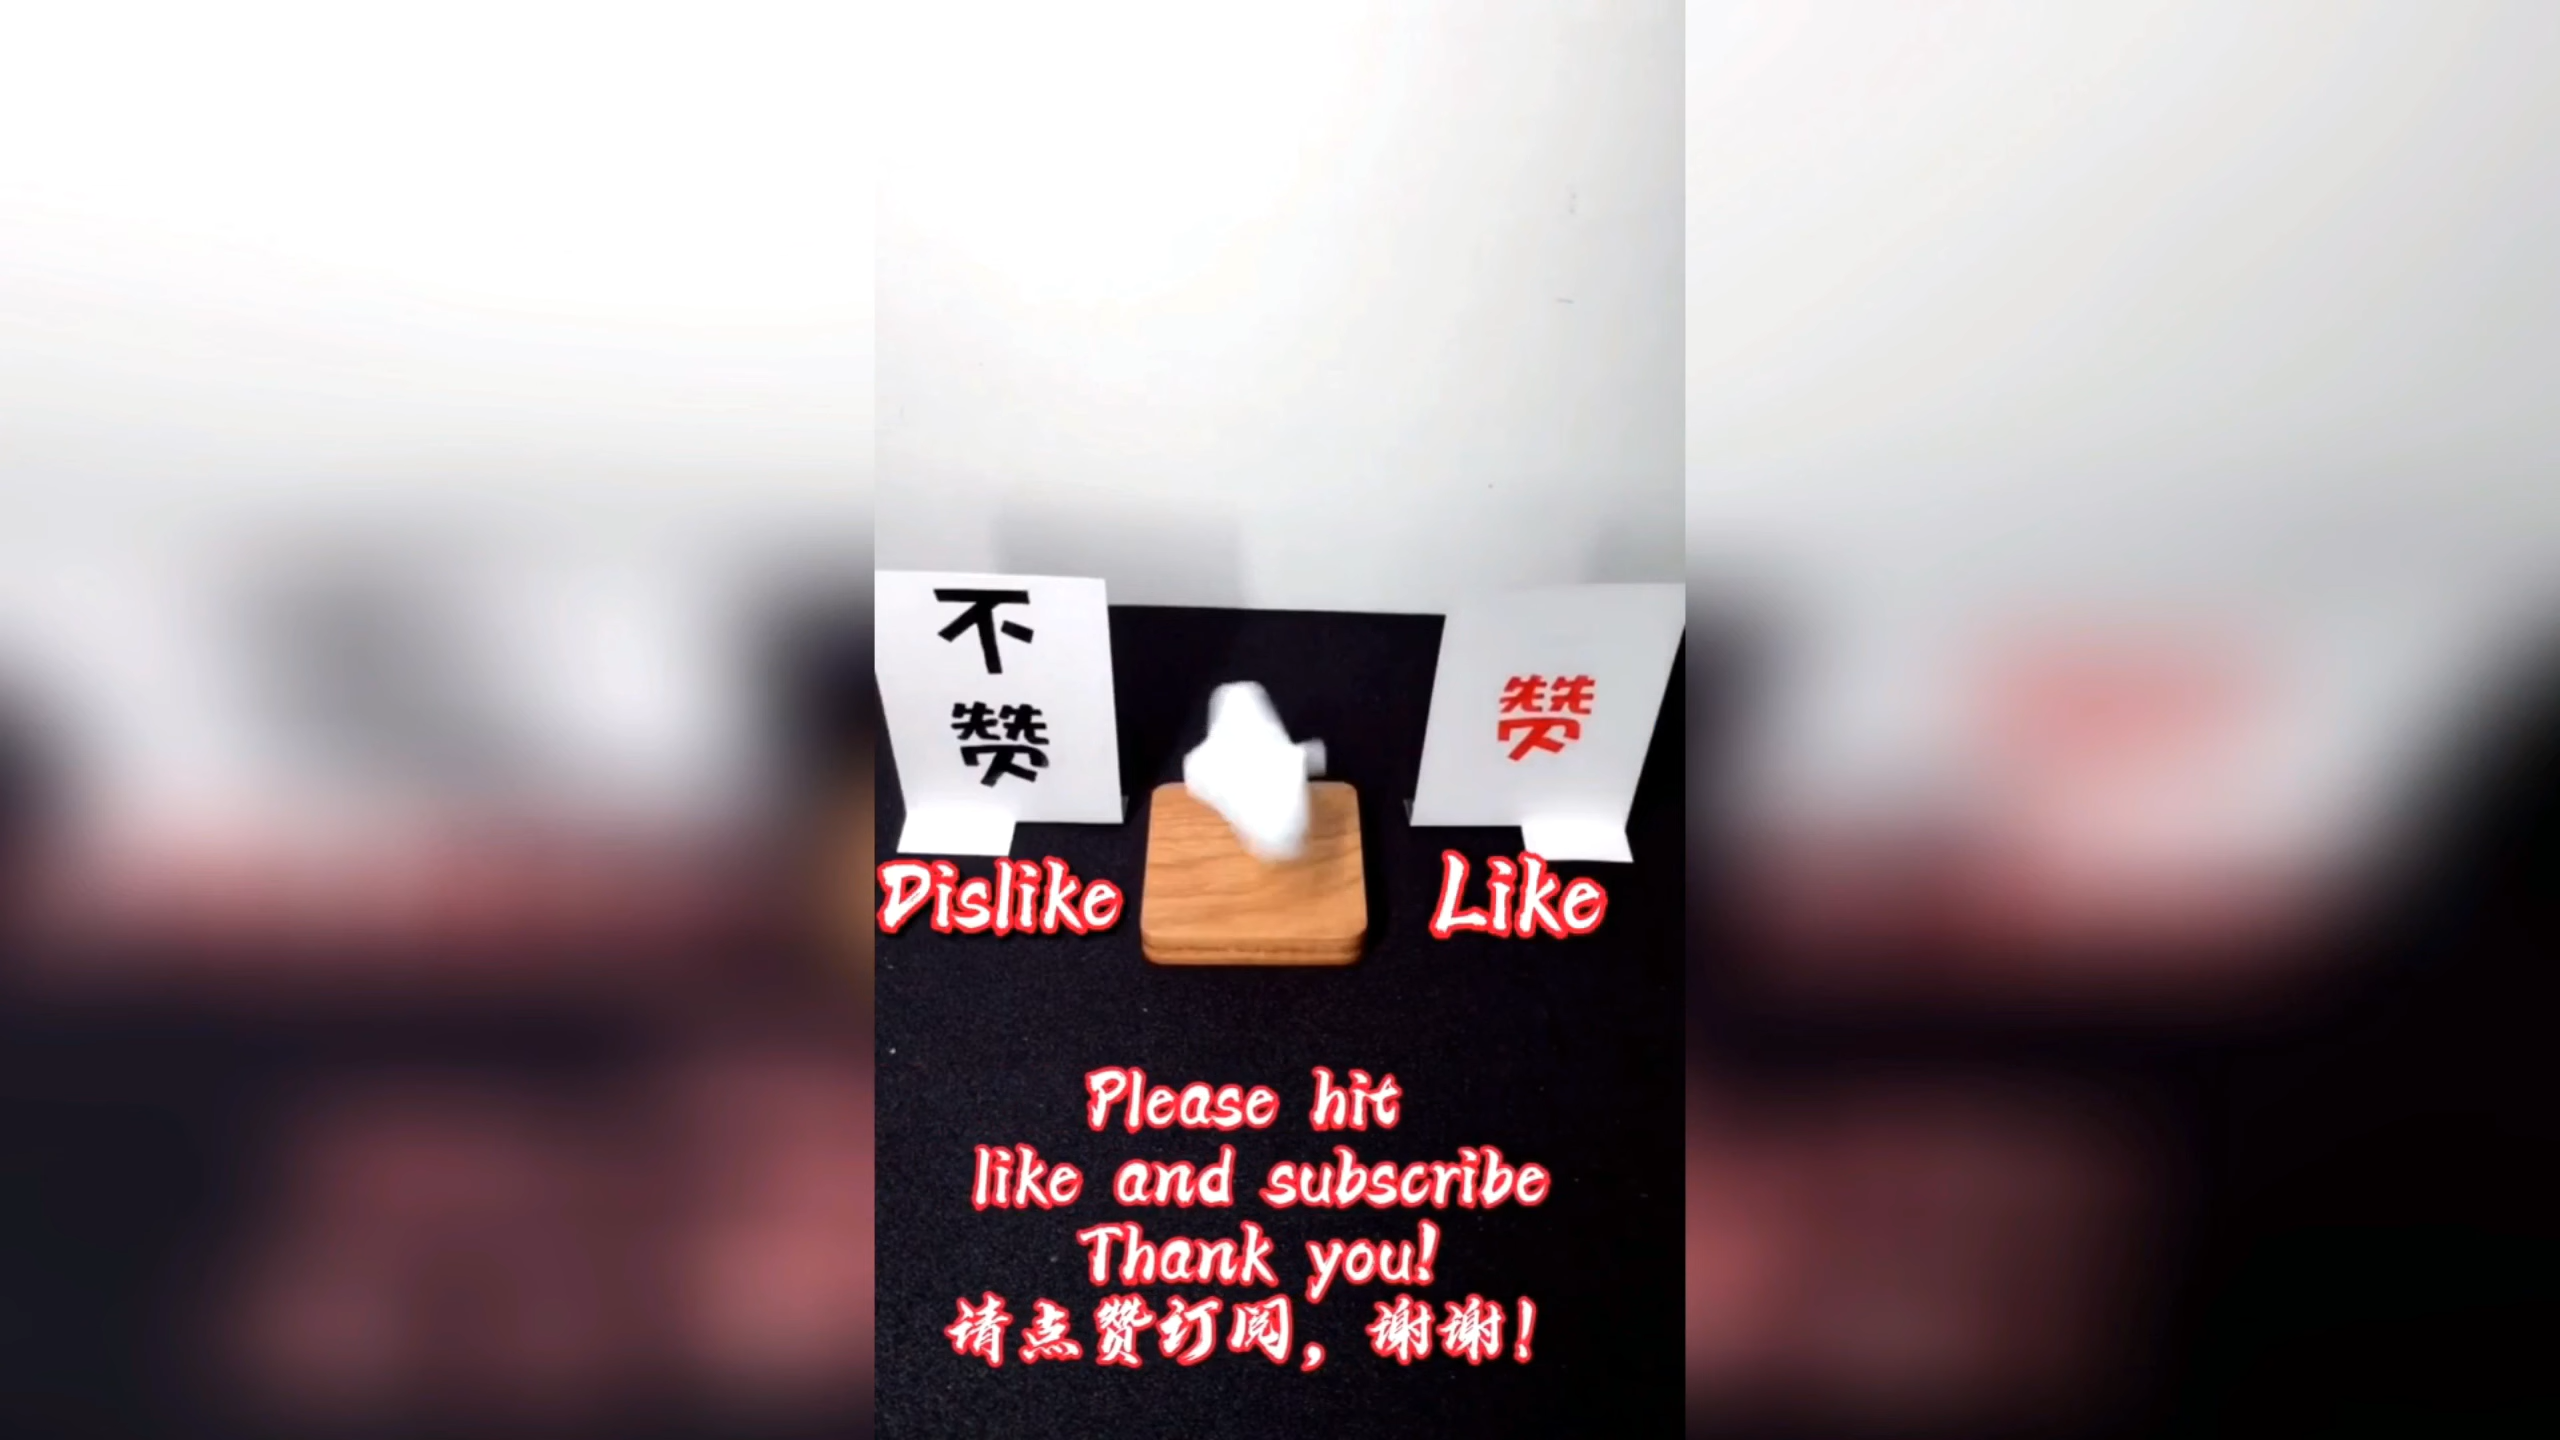 不
赞
赞
Dislike
Like
Please hit
like and subscribe
Thank you!
请点赞订阅，谢谢！